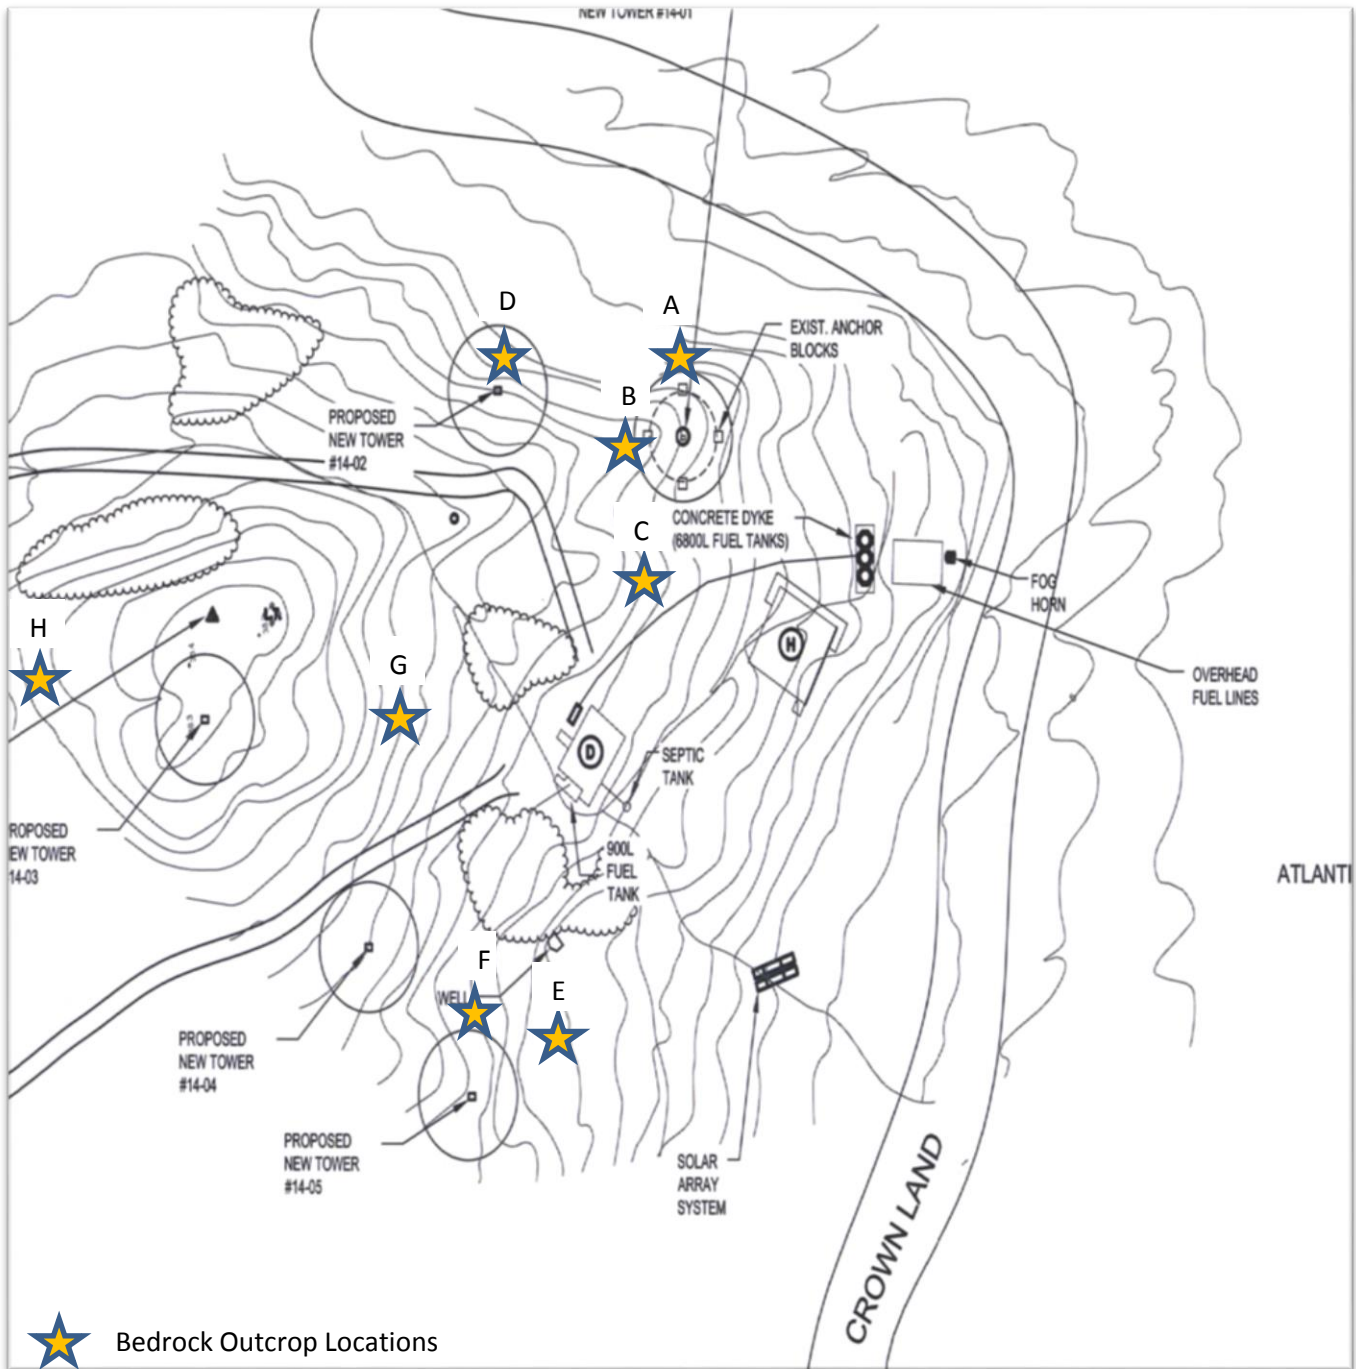 NEW TOWER #14-01
D
A
EXIST. ANCHOR
BLOCKS
B
PROPOSED
NEW TOWER
#14-02
C
CONCRETE DYKE
(6800L FUEL TANKS)
FOG
HORN
H
G
H
OVERHEAD
FUEL LINES
D
SEPTIC
TANK
ROPOSED
EW TOWER
14-03
900L
FUEL
TANK
ATLANTI
F
E
WELL
PROPOSED
NEW TOWER
#14-04
PROPOSED
NEW TOWER
#14-05
SOLAR
ARRAY
SYSTEM
CROWN LAND
Bedrock Outcrop Locations